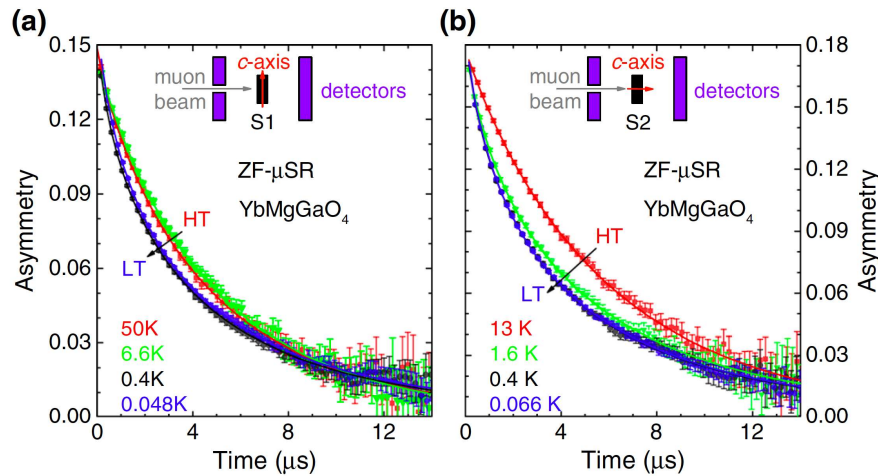 (a)
0.15
0.12
0.09
0.06
0.03
0.00
Asymmetry
0
4
8
12
Time (μs)
muon
beam
c-axis
S1
detectors
ZF-μSR
YbMgGaO4
HT
LT
50K
6.6K
0.4K
0.048K
(b)
muon
beam
c-axis
S2
detectors
ZF-μSR
YbMgGaO4
HT
LT
13 K
1.6 K
0.4 K
0.066 K
0
4
8
12
Time (μs)
0.18
0.15
0.12
0.09
0.06
0.03
0.00
Asymmetry